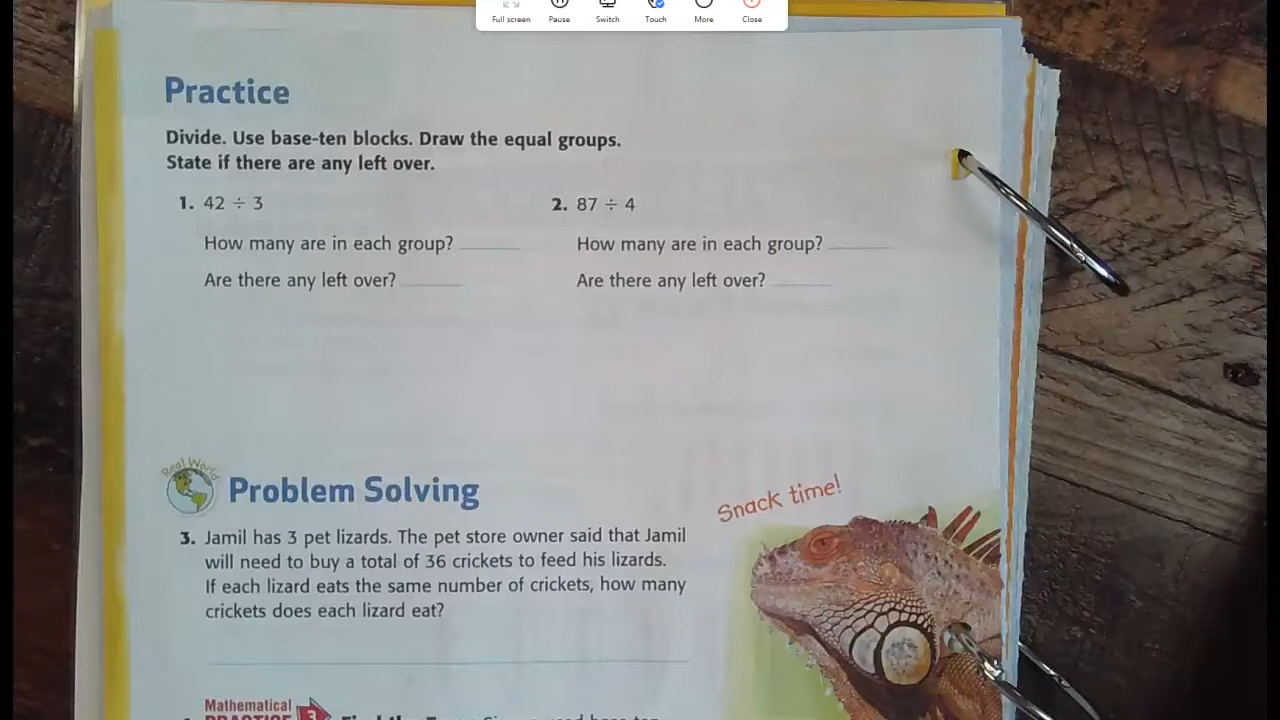 Full screen Pause Switch Touch More Close
Practice
Divide. Use base-ten blocks. Draw the equal groups.
State if there are any left over.
1. 42 ÷ 3
How many are in each group?
Are there any left over?
2. 87 ÷ 4
How many are in each group?
Are there any left over?
Real World
Problem Solving
Snack time!
3. Jamil has 3 pet lizards. The pet store owner said that Jamil
will need to buy a total of 36 crickets to feed his lizards.
If each lizard eats the same number of crickets, how many
crickets does each lizard eat?
Mathematical
PRACTICE 3